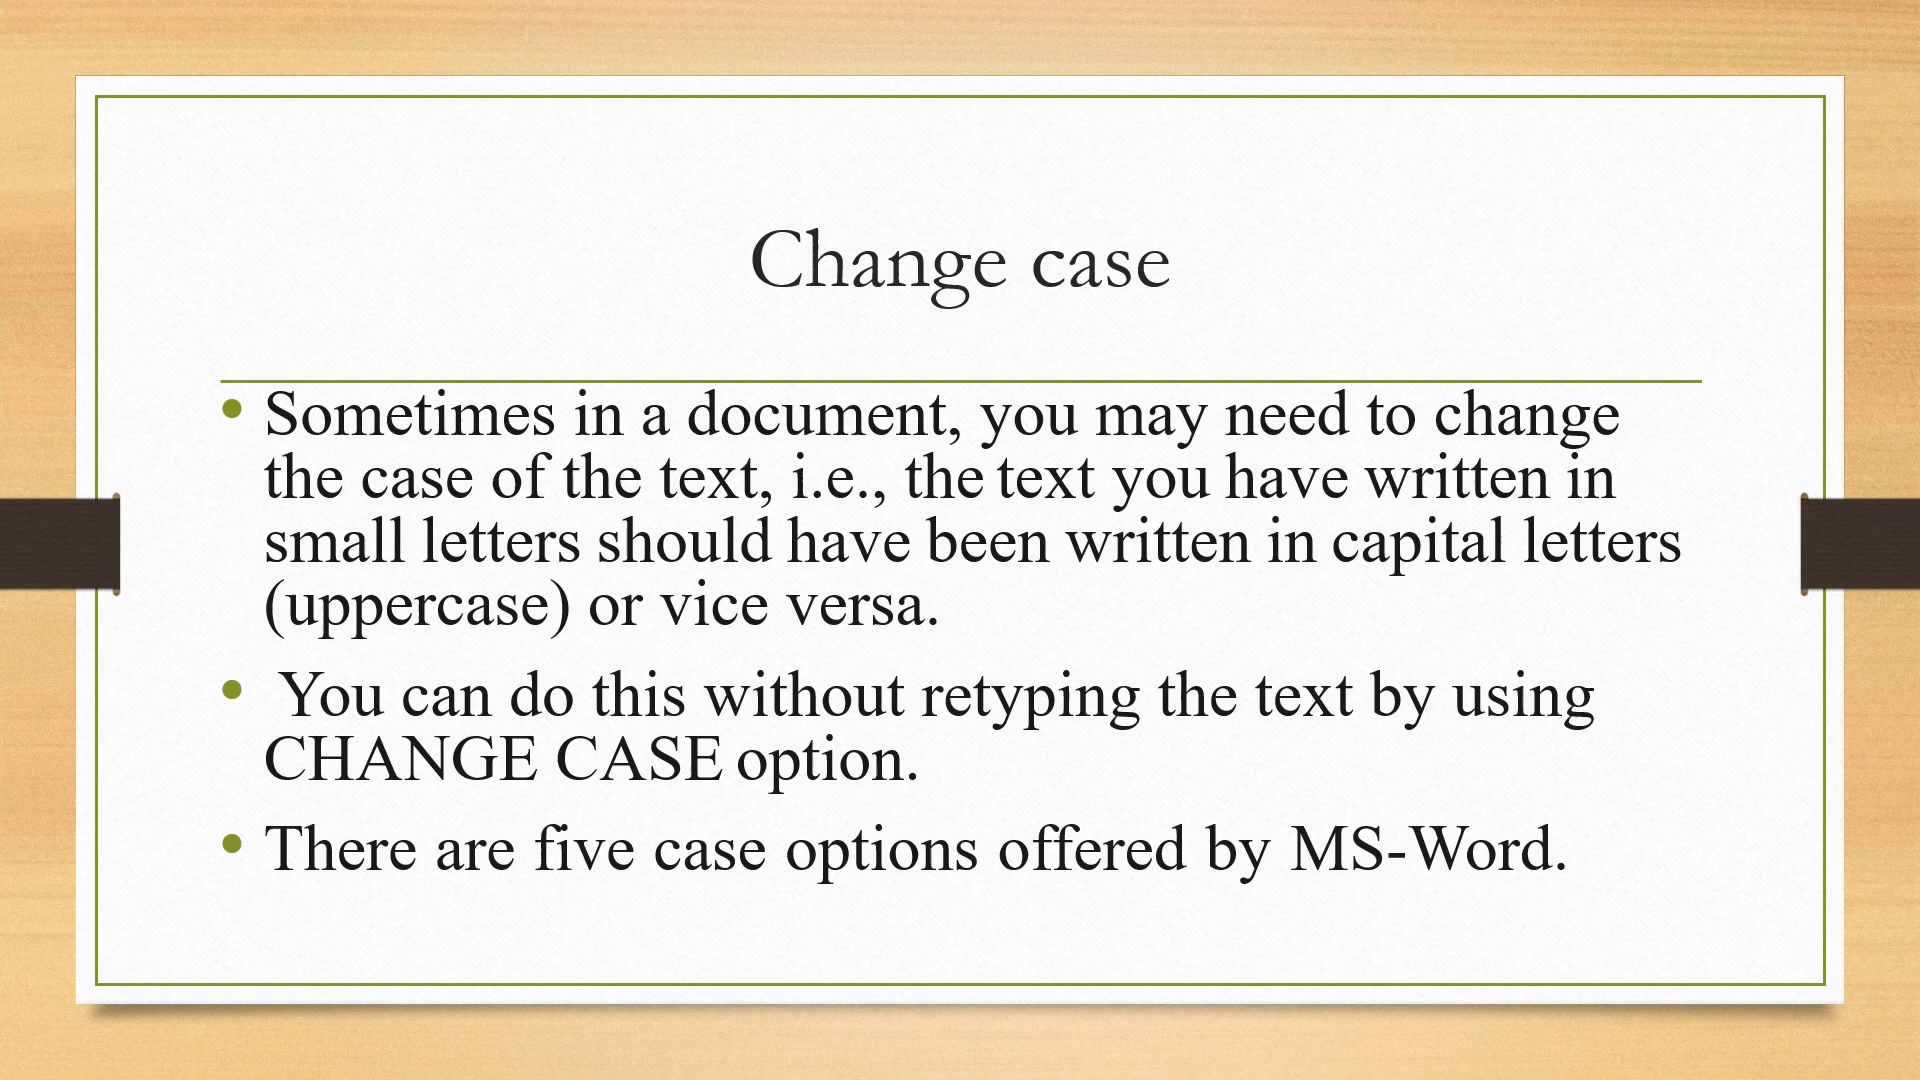 Change case
• Sometimes in a document, you may need to change
the case of the text, i.e., the text you have written in
small letters should have been written in capital letters
(uppercase) or vice versa.
• You can do this without retyping the text by using
CHANGE CASE option.
• There are five case options offered by MS-Word.